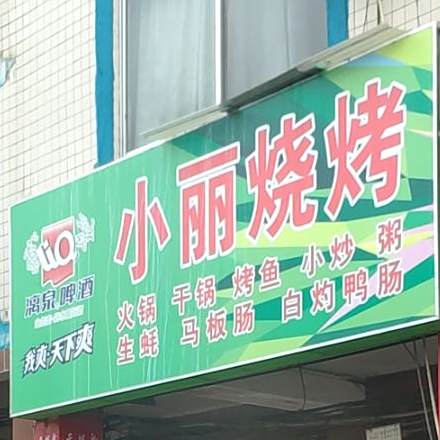 小丽烧烤
LiQ
漓泉啤酒
我爽·天下爽
火锅 干锅 烤鱼 小炒 粥
生蚝 马板肠 白灼鸭肠